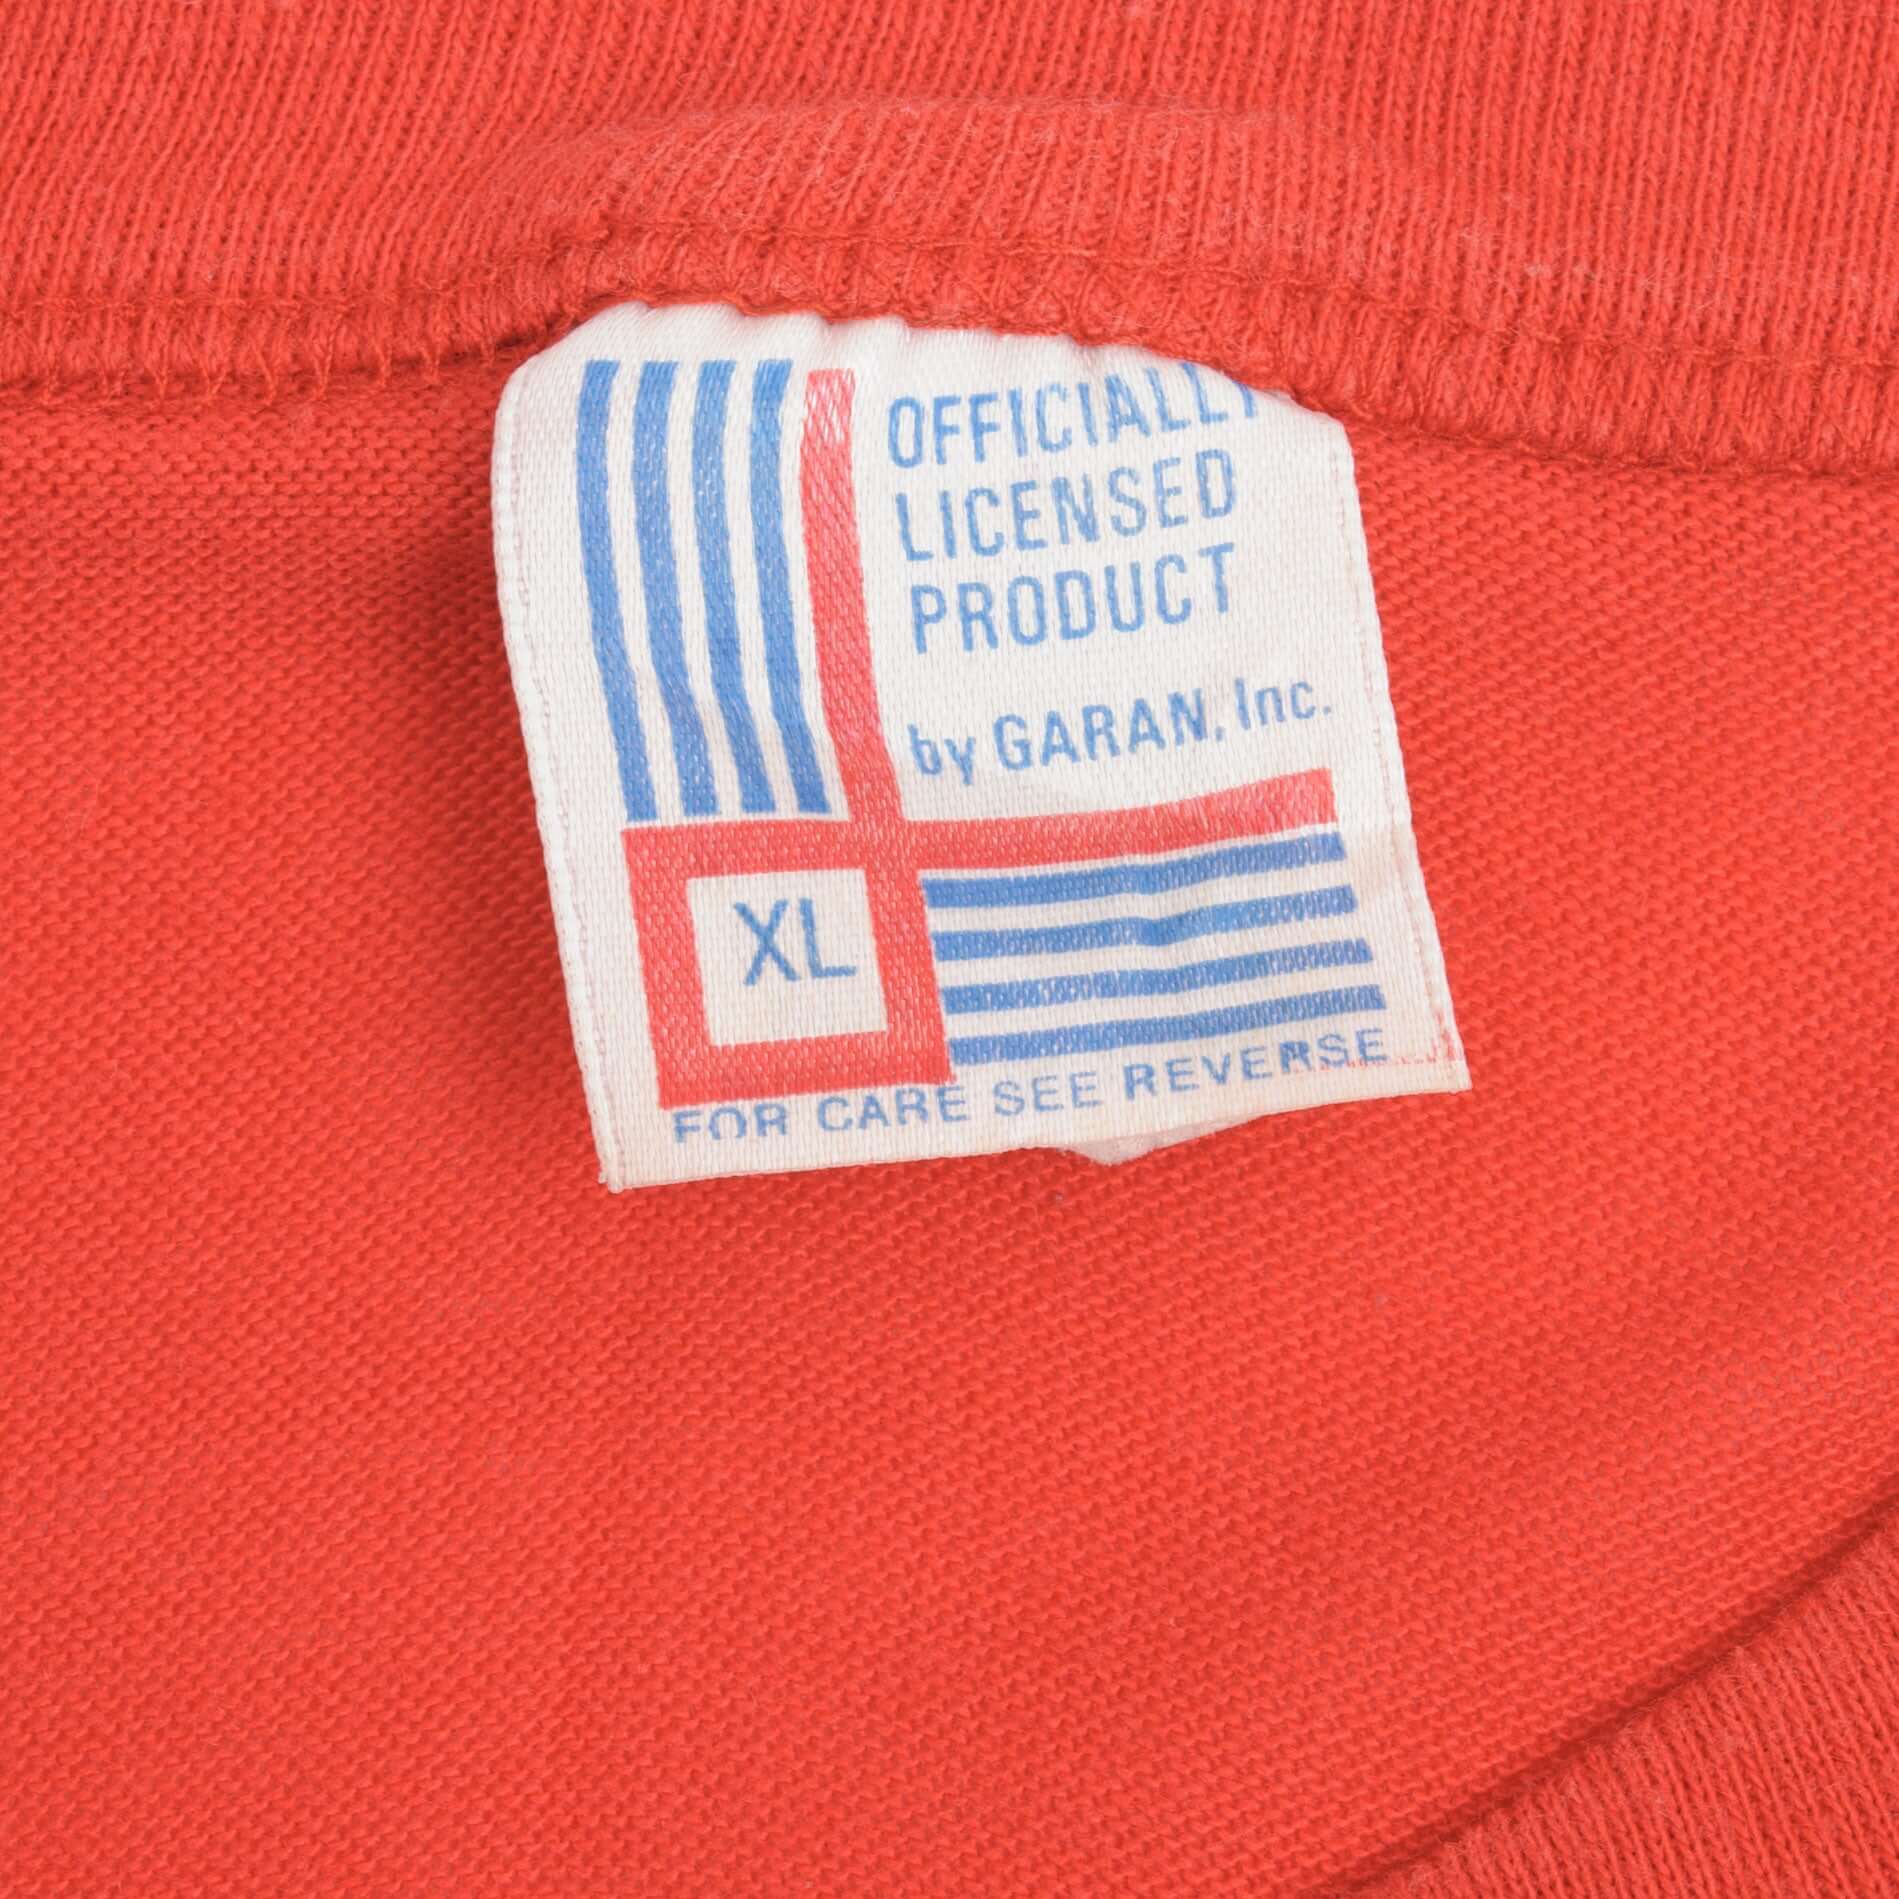 OFFICIALLY
LICENSED
PRODUCT
by GARAN, Inc.
XL
FOR CARE SEE REVERSE